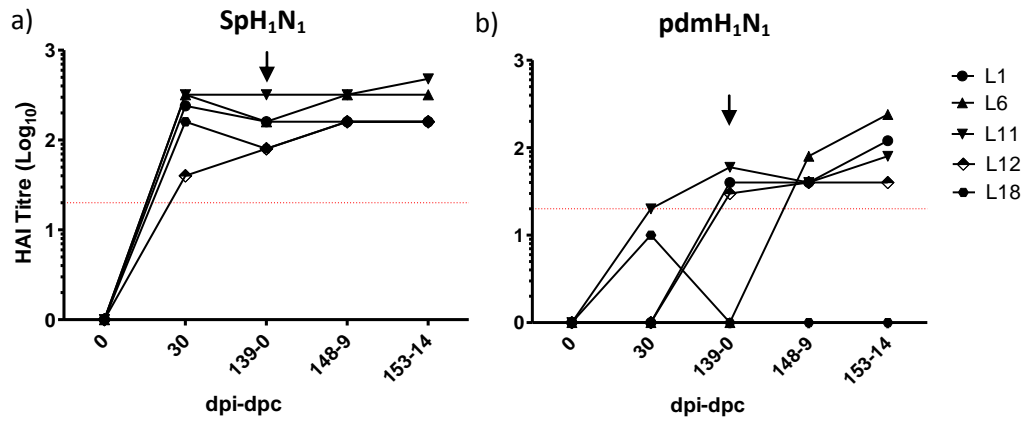 a)
SpH₁N₁
b)
pdmH₁N₁
HAI Titre (Log₁₀)
3
2
1
0
0
30
139-0
148-9
153-14
dpi-dpc
3
2
1
0
0
30
139-0
148-9
153-14
dpi-dpc
L1
L6
L11
L12
L18